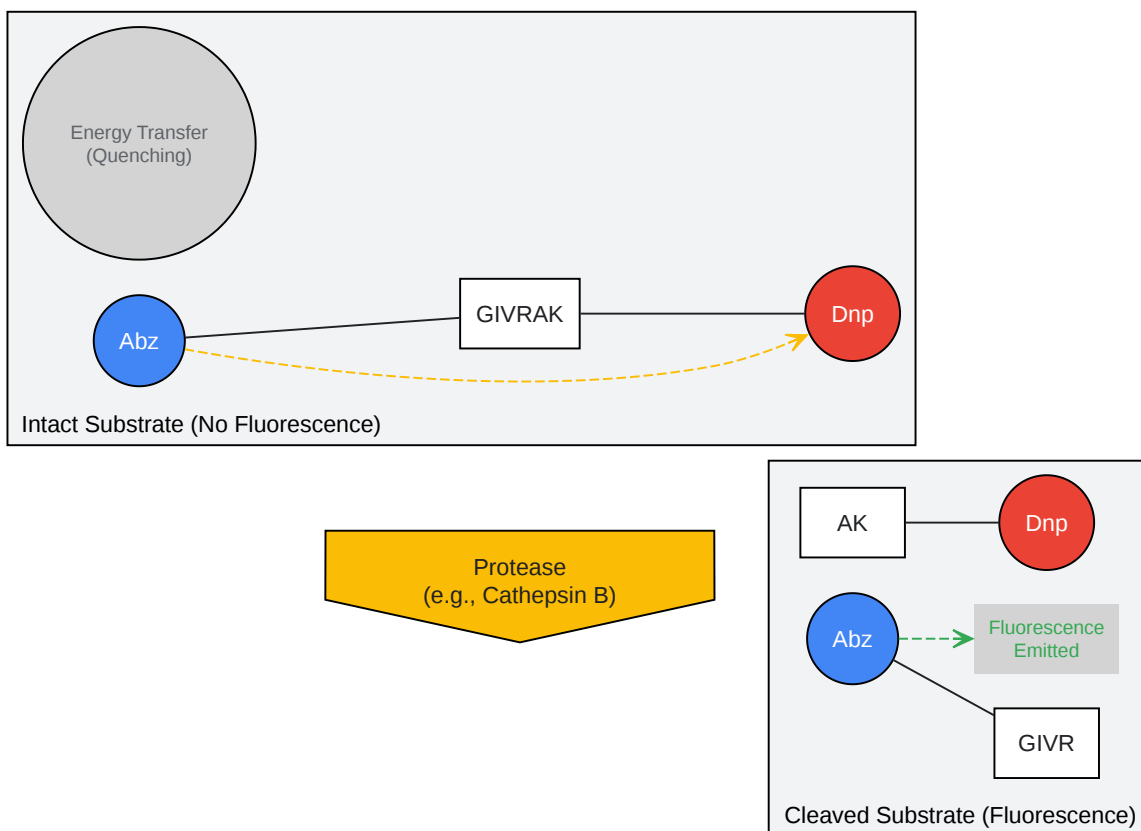 Energy Transfer
(Quenching)
Abz
GIVRAK
Dnp
Intact Substrate (No Fluorescence)
Protease
(e.g., Cathepsin B)
AK
Dnp
Abz
Fluorescence
Emitted
GIVR
Cleaved Substrate (Fluorescence)